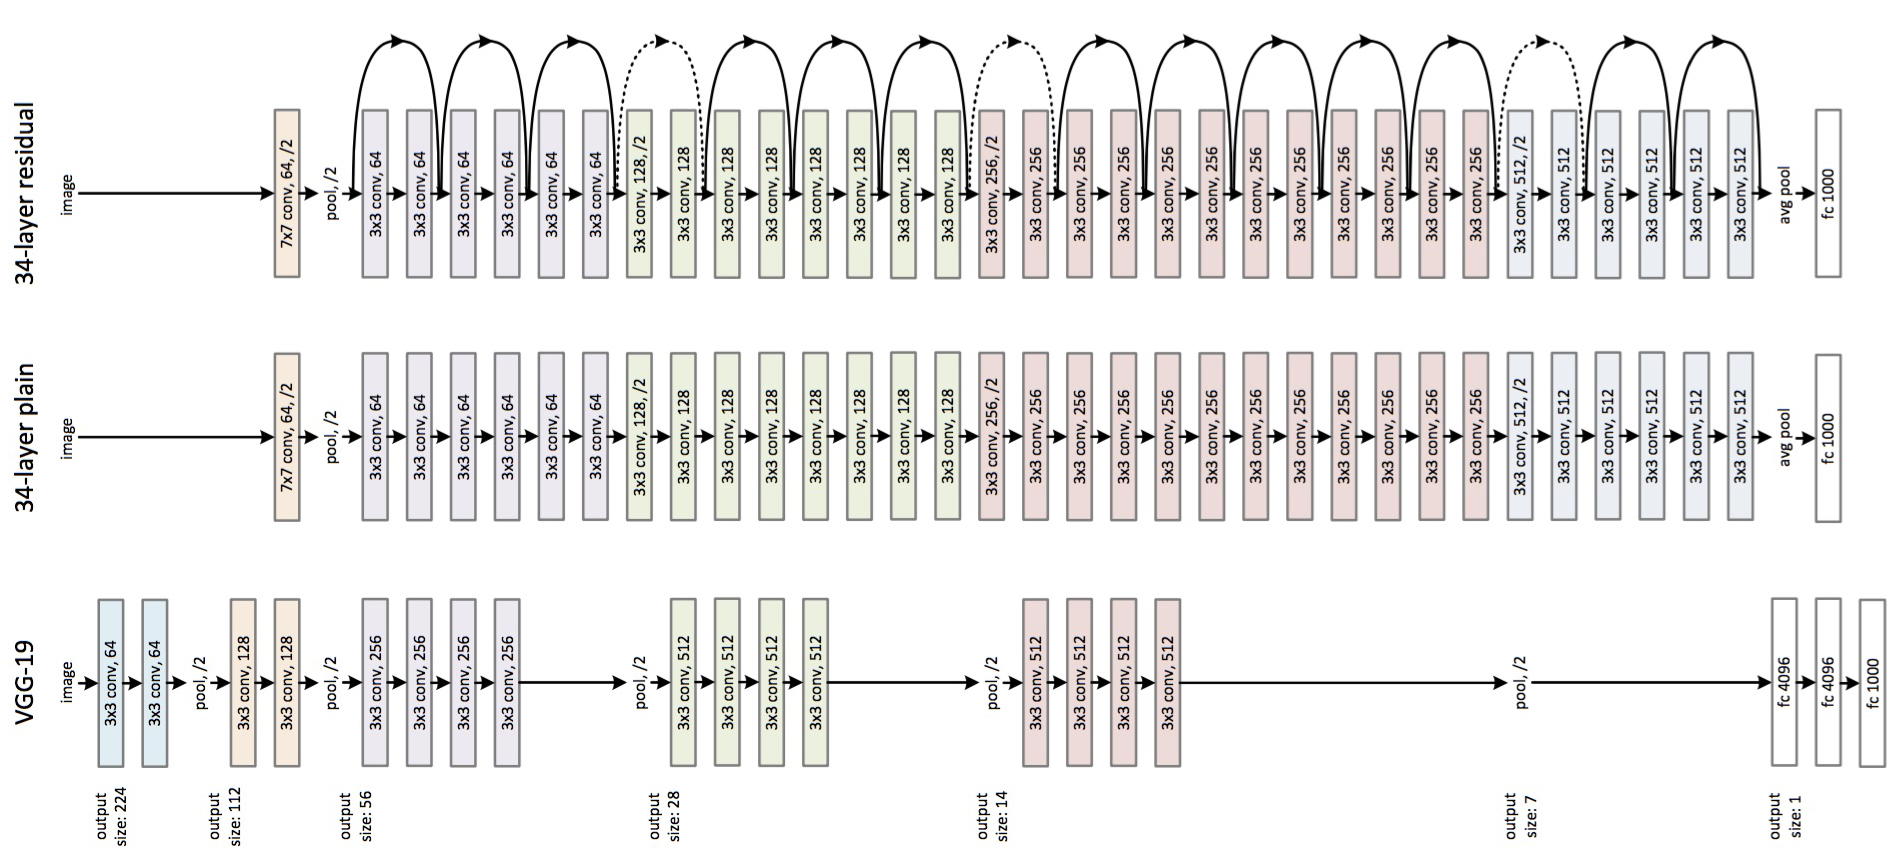 34-layer residual
image
7x7 conv, 64, /2
pool, /2
3x3 conv, 64
3x3 conv, 64
3x3 conv, 64
3x3 conv, 64
3x3 conv, 64
3x3 conv, 64
3x3 conv, 128, /2
3x3 conv, 128
3x3 conv, 128
3x3 conv, 128
3x3 conv, 128
3x3 conv, 128
3x3 conv, 128
3x3 conv, 128
3x3 conv, 256, /2
3x3 conv, 256
3x3 conv, 256
3x3 conv, 256
3x3 conv, 256
3x3 conv, 256
3x3 conv, 256
3x3 conv, 256
3x3 conv, 256
3x3 conv, 256
3x3 conv, 256
3x3 conv, 256
3x3 conv, 512, /2
3x3 conv, 512
3x3 conv, 512
3x3 conv, 512
3x3 conv, 512
3x3 conv, 512
avg pool
fc 1000
34-layer plain
image
7x7 conv, 64, /2
pool, /2
3x3 conv, 64
3x3 conv, 64
3x3 conv, 64
3x3 conv, 64
3x3 conv, 64
3x3 conv, 64
3x3 conv, 128, /2
3x3 conv, 128
3x3 conv, 128
3x3 conv, 128
3x3 conv, 128
3x3 conv, 128
3x3 conv, 128
3x3 conv, 128
3x3 conv, 256, /2
3x3 conv, 256
3x3 conv, 256
3x3 conv, 256
3x3 conv, 256
3x3 conv, 256
3x3 conv, 256
3x3 conv, 256
3x3 conv, 256
3x3 conv, 256
3x3 conv, 256
3x3 conv, 256
3x3 conv, 512, /2
3x3 conv, 512
3x3 conv, 512
3x3 conv, 512
3x3 conv, 512
3x3 conv, 512
avg pool
fc 1000
VGG-19
image
3x3 conv, 64
3x3 conv, 64
pool, /2
3x3 conv, 128
3x3 conv, 128
pool, /2
3x3 conv, 256
3x3 conv, 256
3x3 conv, 256
3x3 conv, 256
pool, /2
3x3 conv, 512
3x3 conv, 512
3x3 conv, 512
3x3 conv, 512
pool, /2
3x3 conv, 512
3x3 conv, 512
3x3 conv, 512
3x3 conv, 512
pool, /2
fc 4096
fc 4096
fc 1000
output
size: 224
output
size: 112
output
size: 56
output
size: 28
output
size: 14
output
size: 7
output
size: 1